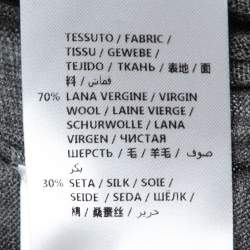 TESSUTO / FABRIC /
TISSU / GEWEBE /
TEJIDO / ТКАНЬ / 表地 / 面
料 / قماش /
70% LANA VERGINE / VIRGIN
WOOL / LAINE VIERGE /
SCHURWOLLE / LANA
VIRGEN / ЧИСТАЯ
ШЕРСТЬ / 毛 / 羊毛 / صوف
بكر
30% SETA / SILK / SOIE /
SEIDE / SEDA / ШЁЛК /
絹 / 桑蚕丝 / حرير /